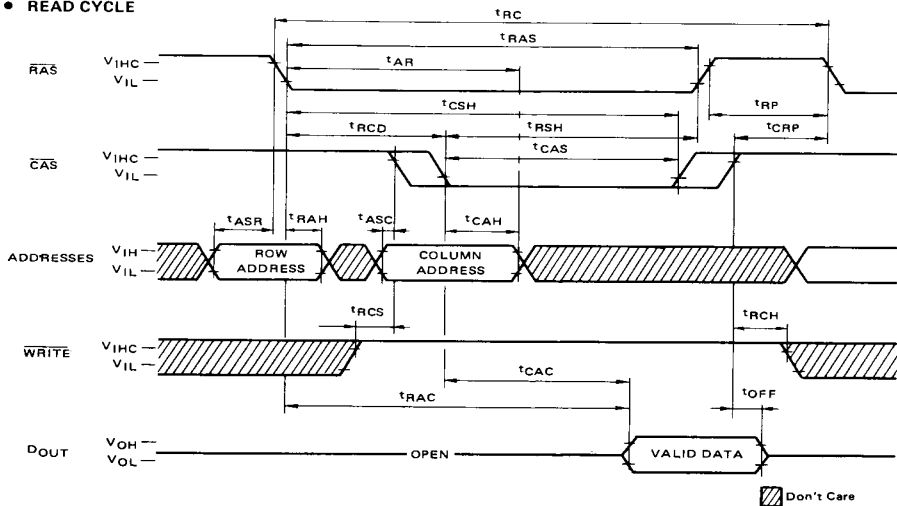 • READ CYCLE
tRC
tRAS
tAR
RAS
VIHC
VIL
tCSH
tRP
tRCD
tRSH
tCRP
tCAS
CAS
VIHC
VIL
tASR
tRAH
tASC
tCAH
ADDRESSES
VIH
VIL
ROW
ADDRESS
COLUMN
ADDRESS
tRCS
tRCH
WRITE
VIHC
VIL
tCAC
tRAC
tOFF
DOUT
VOH
VOL
OPEN
VALID DATA
Don't Care